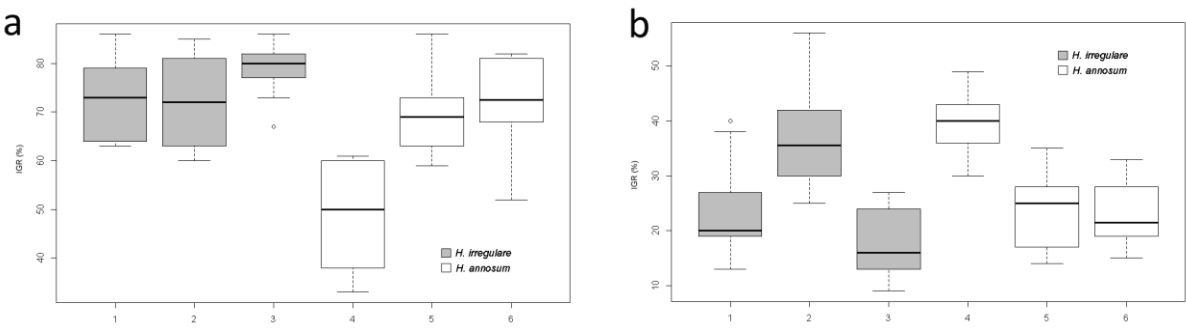 a
IGR (%)
80
70
60
50
40
H. irregulare
H. annosum
1 2 3 4 5 6
b
IGR (%)
50
40
30
20
10
H. irregulare
H. annosum
1 2 3 4 5 6